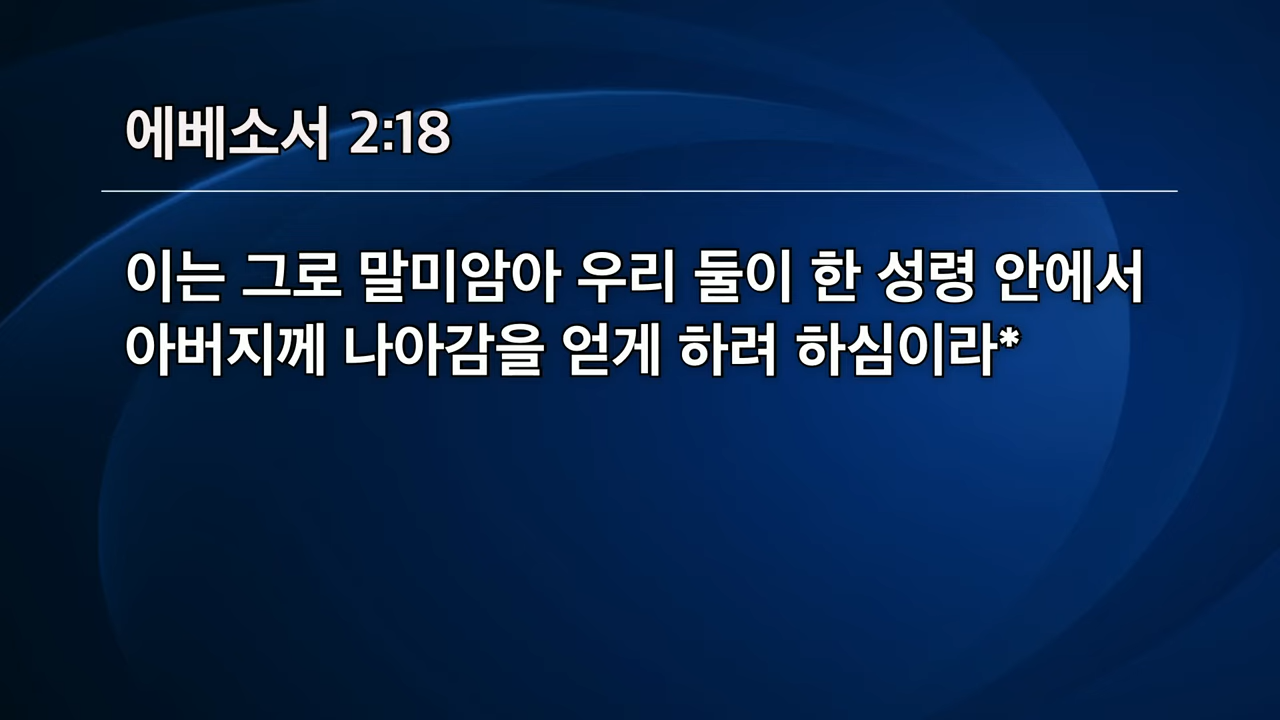 에베소서 2:18
이는 그로 말미암아 우리 둘이 한 성령 안에서
아버지께 나아감을 얻게 하려 하심이라*